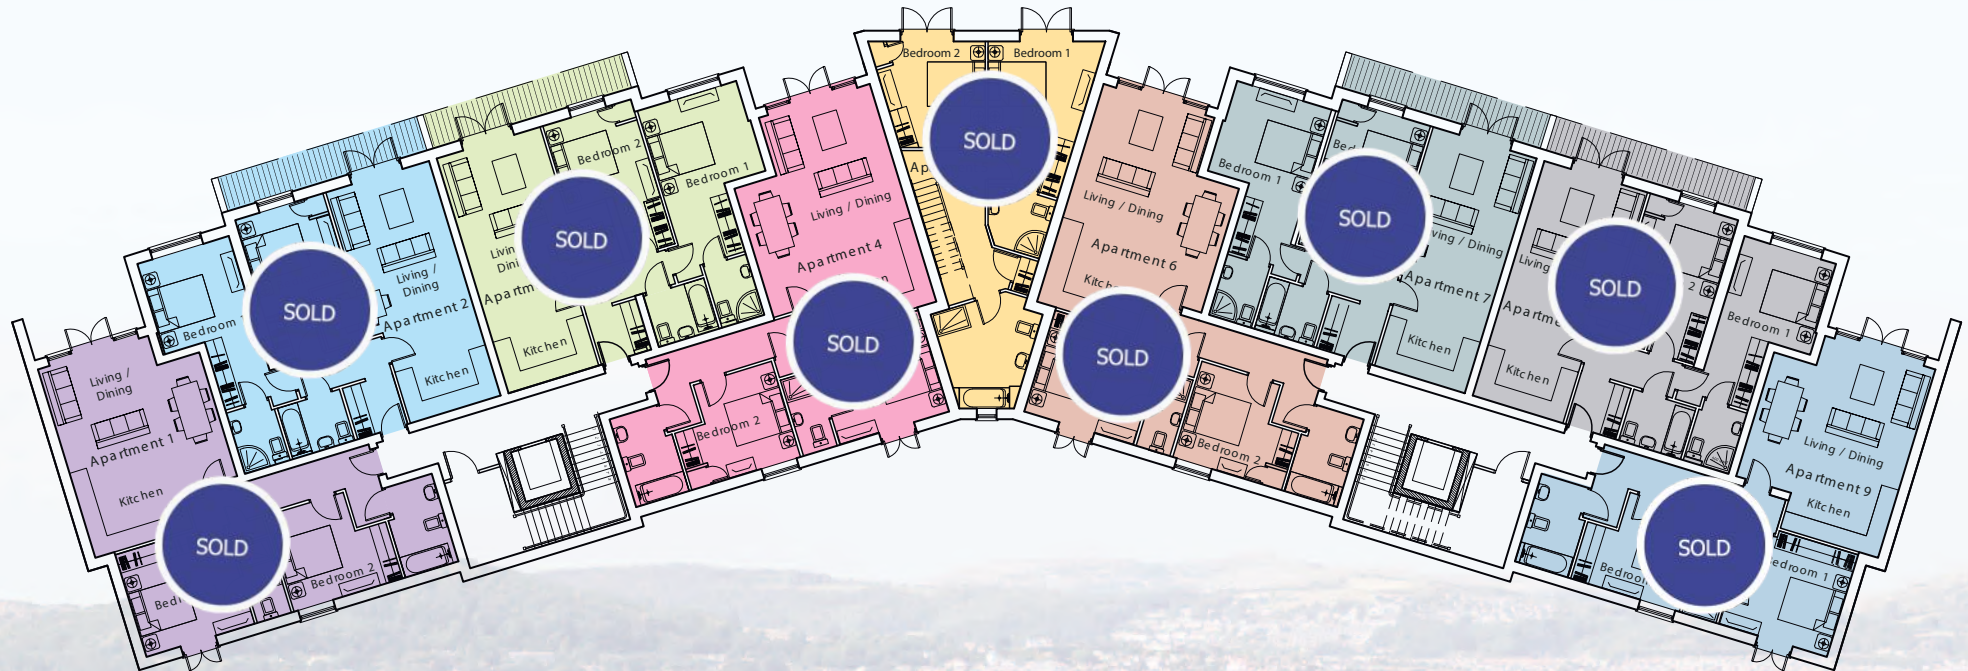 Living /
Dining
Apartment 1
Kitchen
SOLD
Bedroom 2
Bedroom
SOLD
Living /
Dining
Apartment 2
Kitchen
SOLD
Kitchen
Bedroom 2
Bedroom 1
Living / Dining
Apartment 4
SOLD
Bedroom 2
Bedroom 2
Bedroom 1
SOLD
Living / Dining
Apartment 6
SOLD
Bedroom 2
Bedroom 1
SOLD
Living / Dining
Apartment 7
Kitchen
SOLD
2
Kitchen
Bedroom 1
Living / Dining
Apartment 9
Kitchen
SOLD